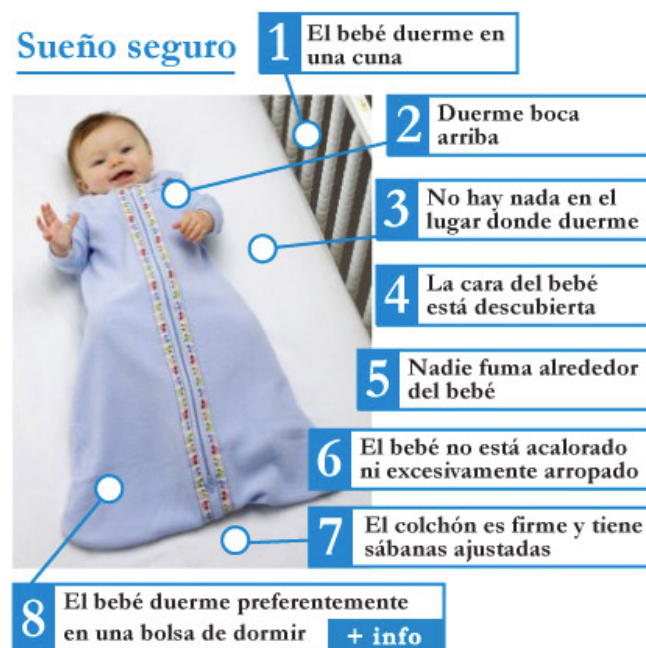 Sueño seguro
1 El bebé duerme en
una cuna
2 Duerme boca
arriba
3 No hay nada en el
lugar donde duerme
4 La cara del bebé
está descubierta
5 Nadie fuma alrededor
del bebé
6 El bebé no está acalorado
ni excesivamente arropado
7 El colchón es firme y tiene
sábanas ajustadas
8 El bebé duerme preferentemente
en una bolsa de dormir
+ info